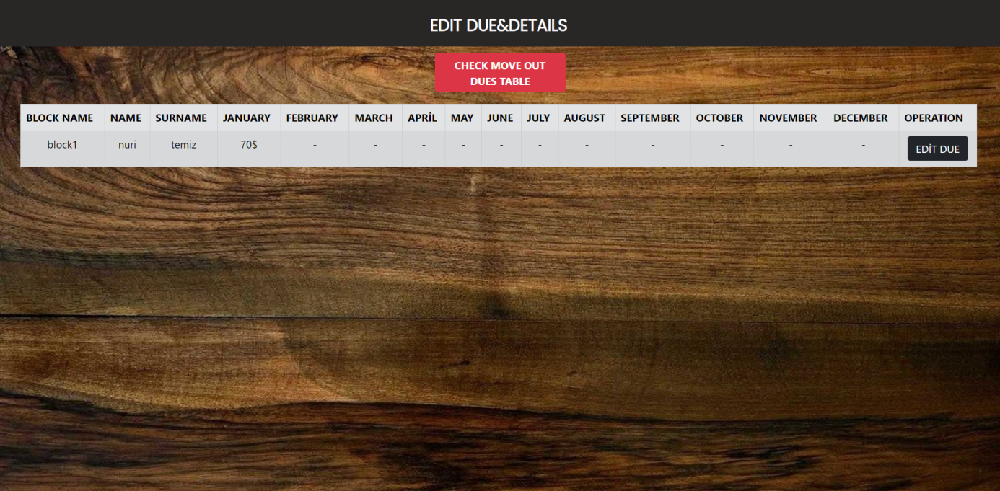 EDIT DUE&DETAILS
CHECK MOVE OUT
DUES TABLE
BLOCK NAME NAME SURNAME JANUARY FEBRUARY MARCH APRİL MAY JUNE JULY AUGUST SEPTEMBER OCTOBER NOVEMBER DECEMBER OPERATION
block1 nuri temiz 70$ - - - - - - - - - - - EDİT DUE